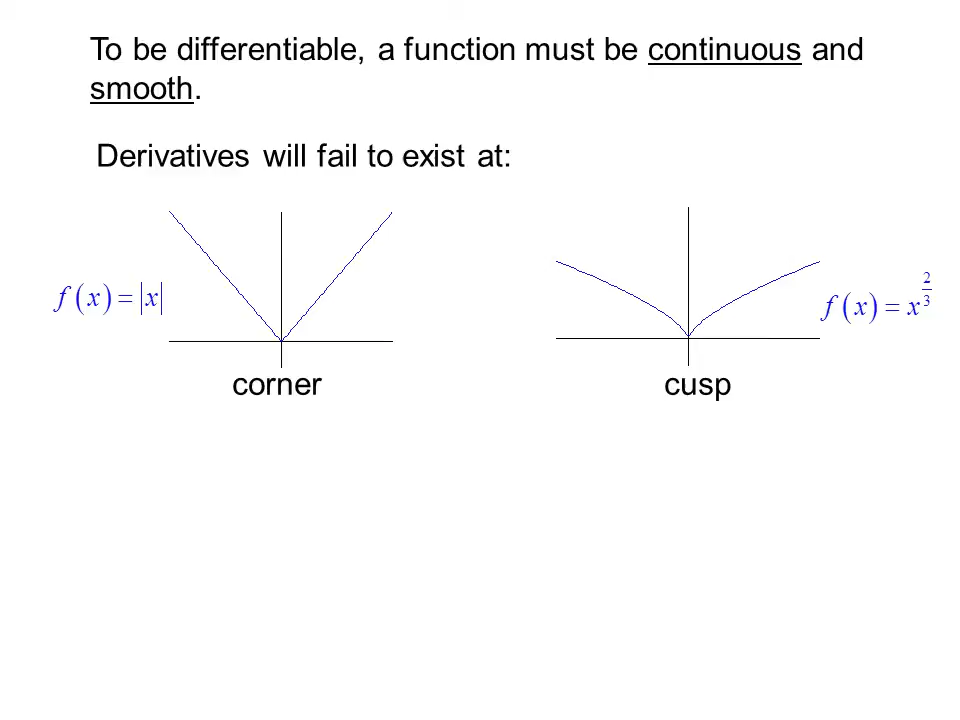 To be differentiable, a function must be continuous and
smooth.
Derivatives will fail to exist at:
f(x)=|x|
f(x)=x^{2/3}
corner
cusp